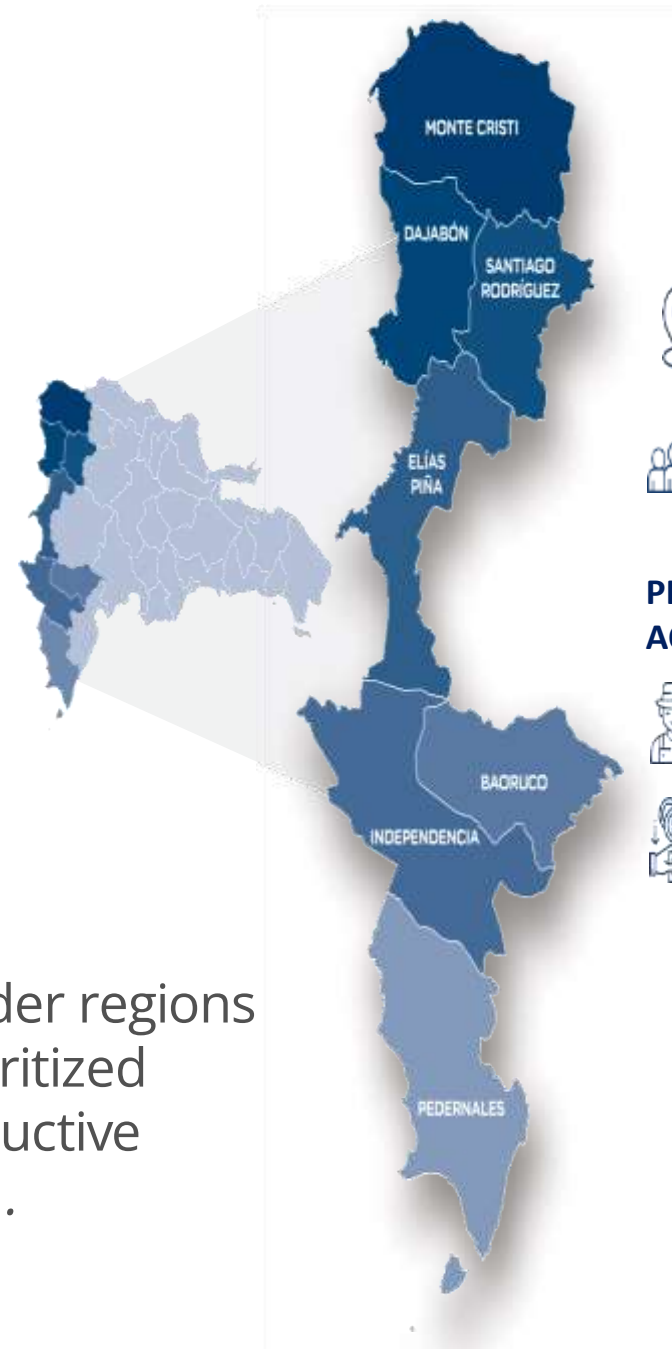 MONTE CRISTI
DAJABÓN
SANTIAGO
RODRÍGUEZ
ELÍAS
PIÑA
BAORUCO
INDEPENDENCIA
PEDERNALES
der regions
ritized
uctive
.